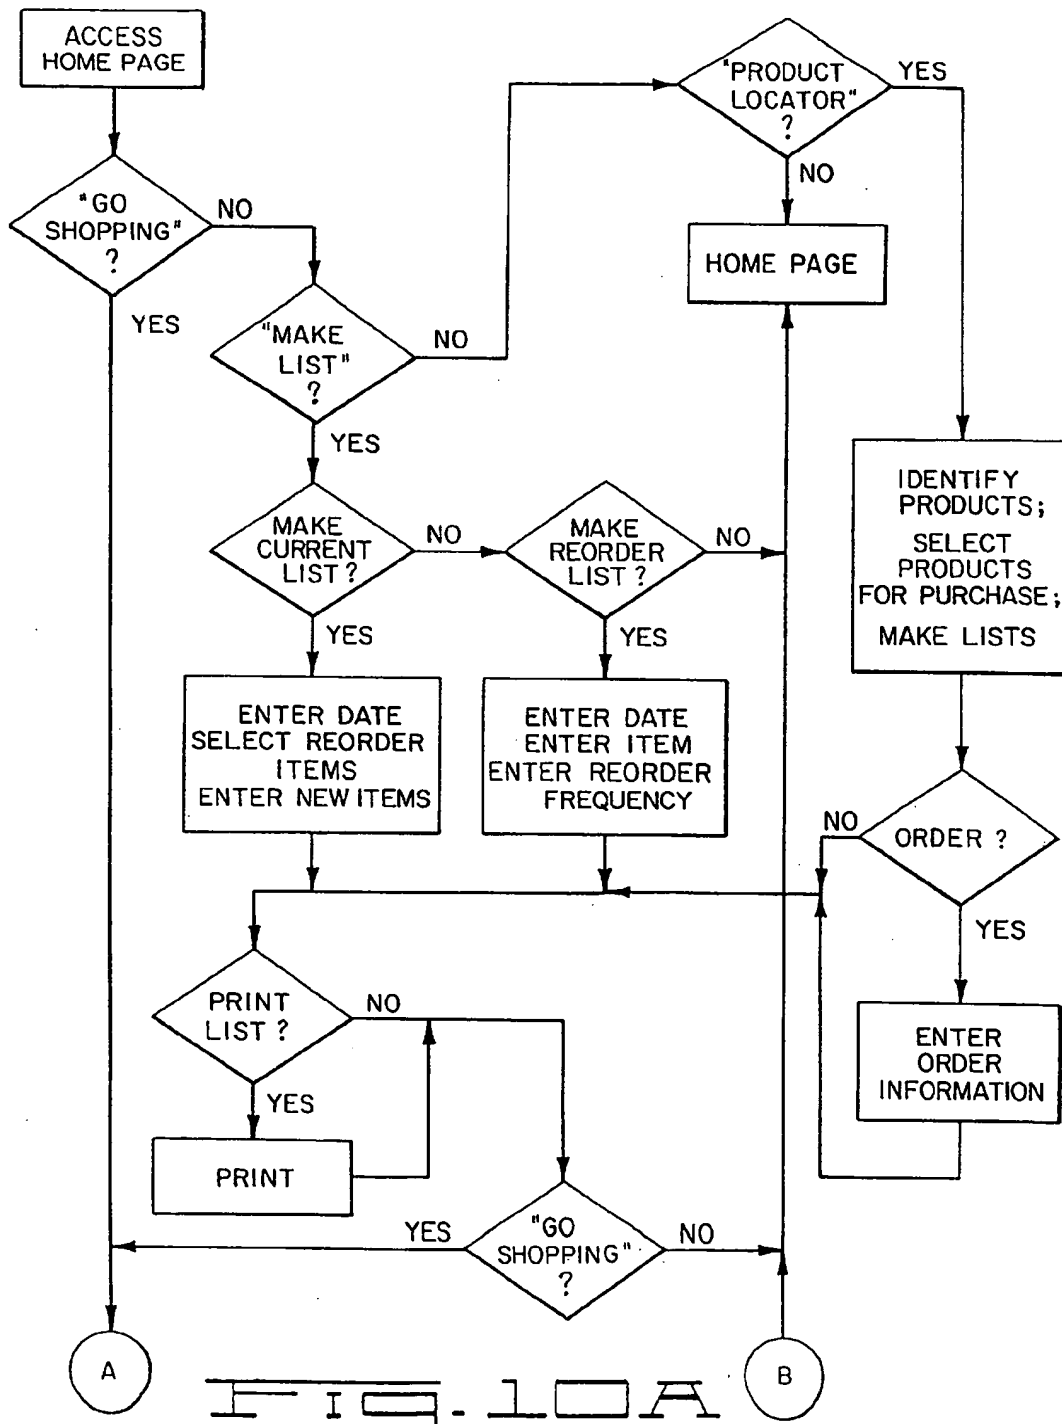 ACCESS
HOME PAGE
"GO
SHOPPING"
?
NO
YES
"MAKE
LIST"
?
NO
YES
"PRODUCT
LOCATOR"
?
YES
NO
HOME PAGE
MAKE
CURRENT
LIST?
NO
YES
MAKE
REORDER
LIST?
NO
YES
IDENTIFY
PRODUCTS;
SELECT
PRODUCTS
FOR PURCHASE;
MAKE LISTS
ENTER DATE
SELECT REORDER
ITEMS
ENTER NEW ITEMS
ENTER DATE
ENTER ITEM
ENTER REORDER
FREQUENCY
ORDER ?
NO
YES
PRINT
LIST ?
NO
YES
ENTER
ORDER
INFORMATION
PRINT
"GO
SHOPPING"
?
YES
NO
A
B
Fig. 10A